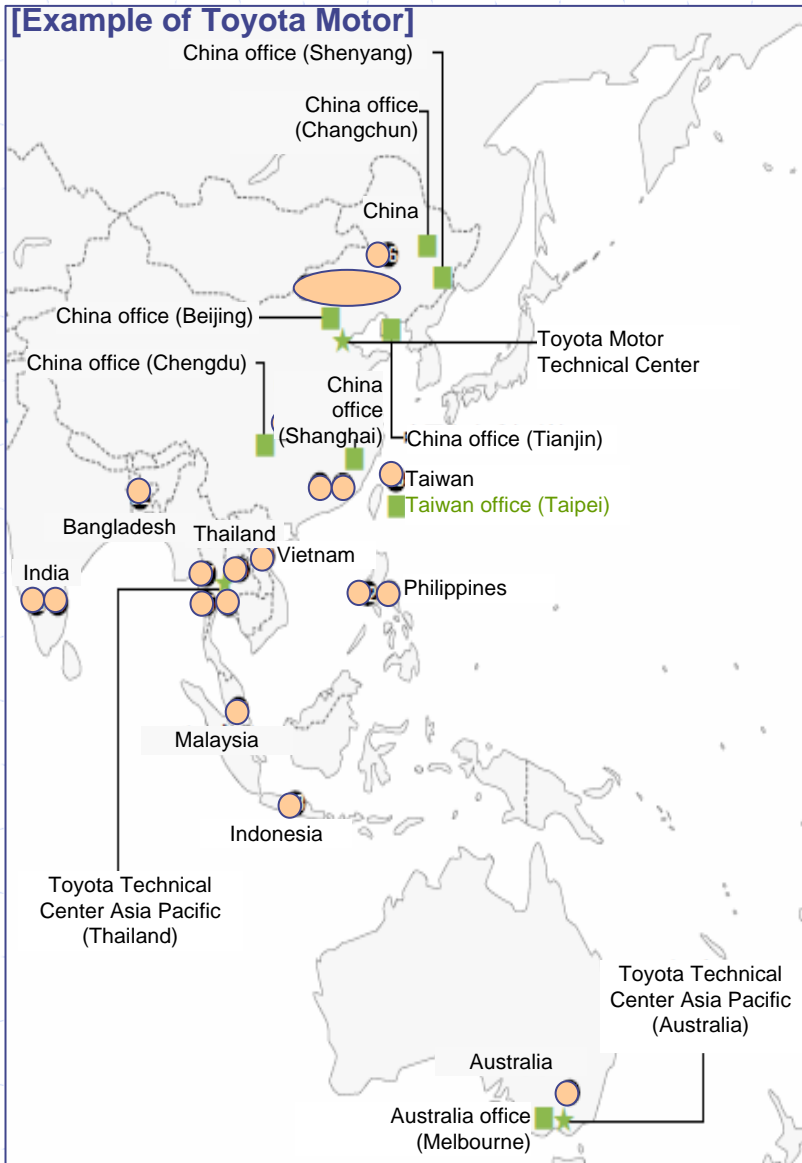 [Example of Toyota Motor]
China office (Shenyang)
China office
(Changchun)
China
China office (Beijing)
Toyota Motor
Technical Center
China office (Chengdu)
China
office
(Shanghai)
China office (Tianjin)
Taiwan
Taiwan office (Taipei)
Bangladesh
Thailand
Vietnam
India
Philippines
Malaysia
Indonesia
Toyota Technical
Center Asia Pacific
(Thailand)
Toyota Technical
Center Asia Pacific
(Australia)
Australia
Australia office
(Melbourne)